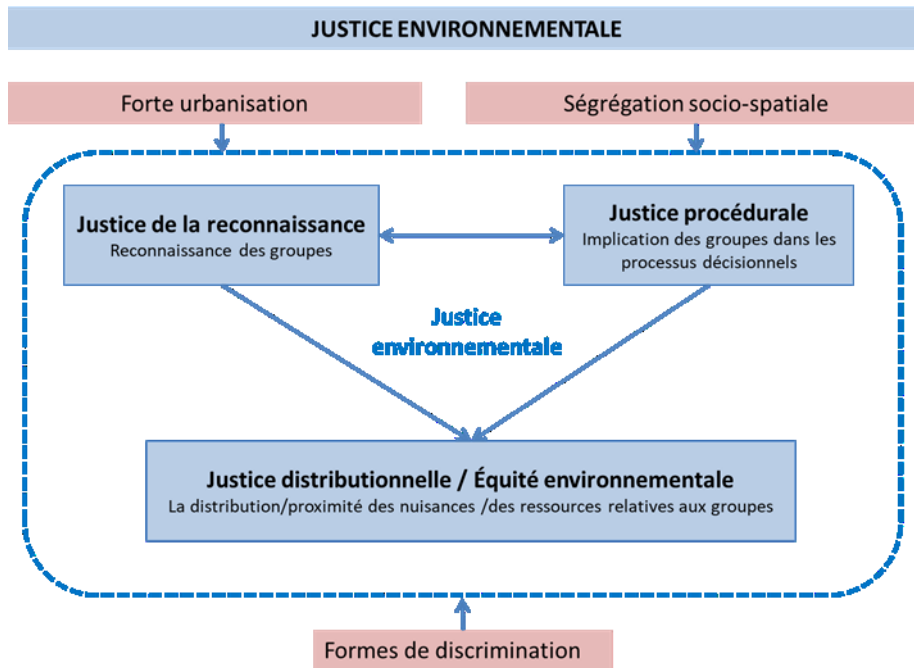 JUSTICE ENVIRONNEMENTALE
Forte urbanisation
Ségrégation socio-spatiale
Justice de la reconnaissance
Reconnaissance des groupes
Justice procédurale
Implication des groupes dans les
processus décisionnels
Justice
environnementale
Justice distributionnelle / Équité environnementale
La distribution/proximité des nuisances /des ressources relatives aux groupes
Formes de discrimination